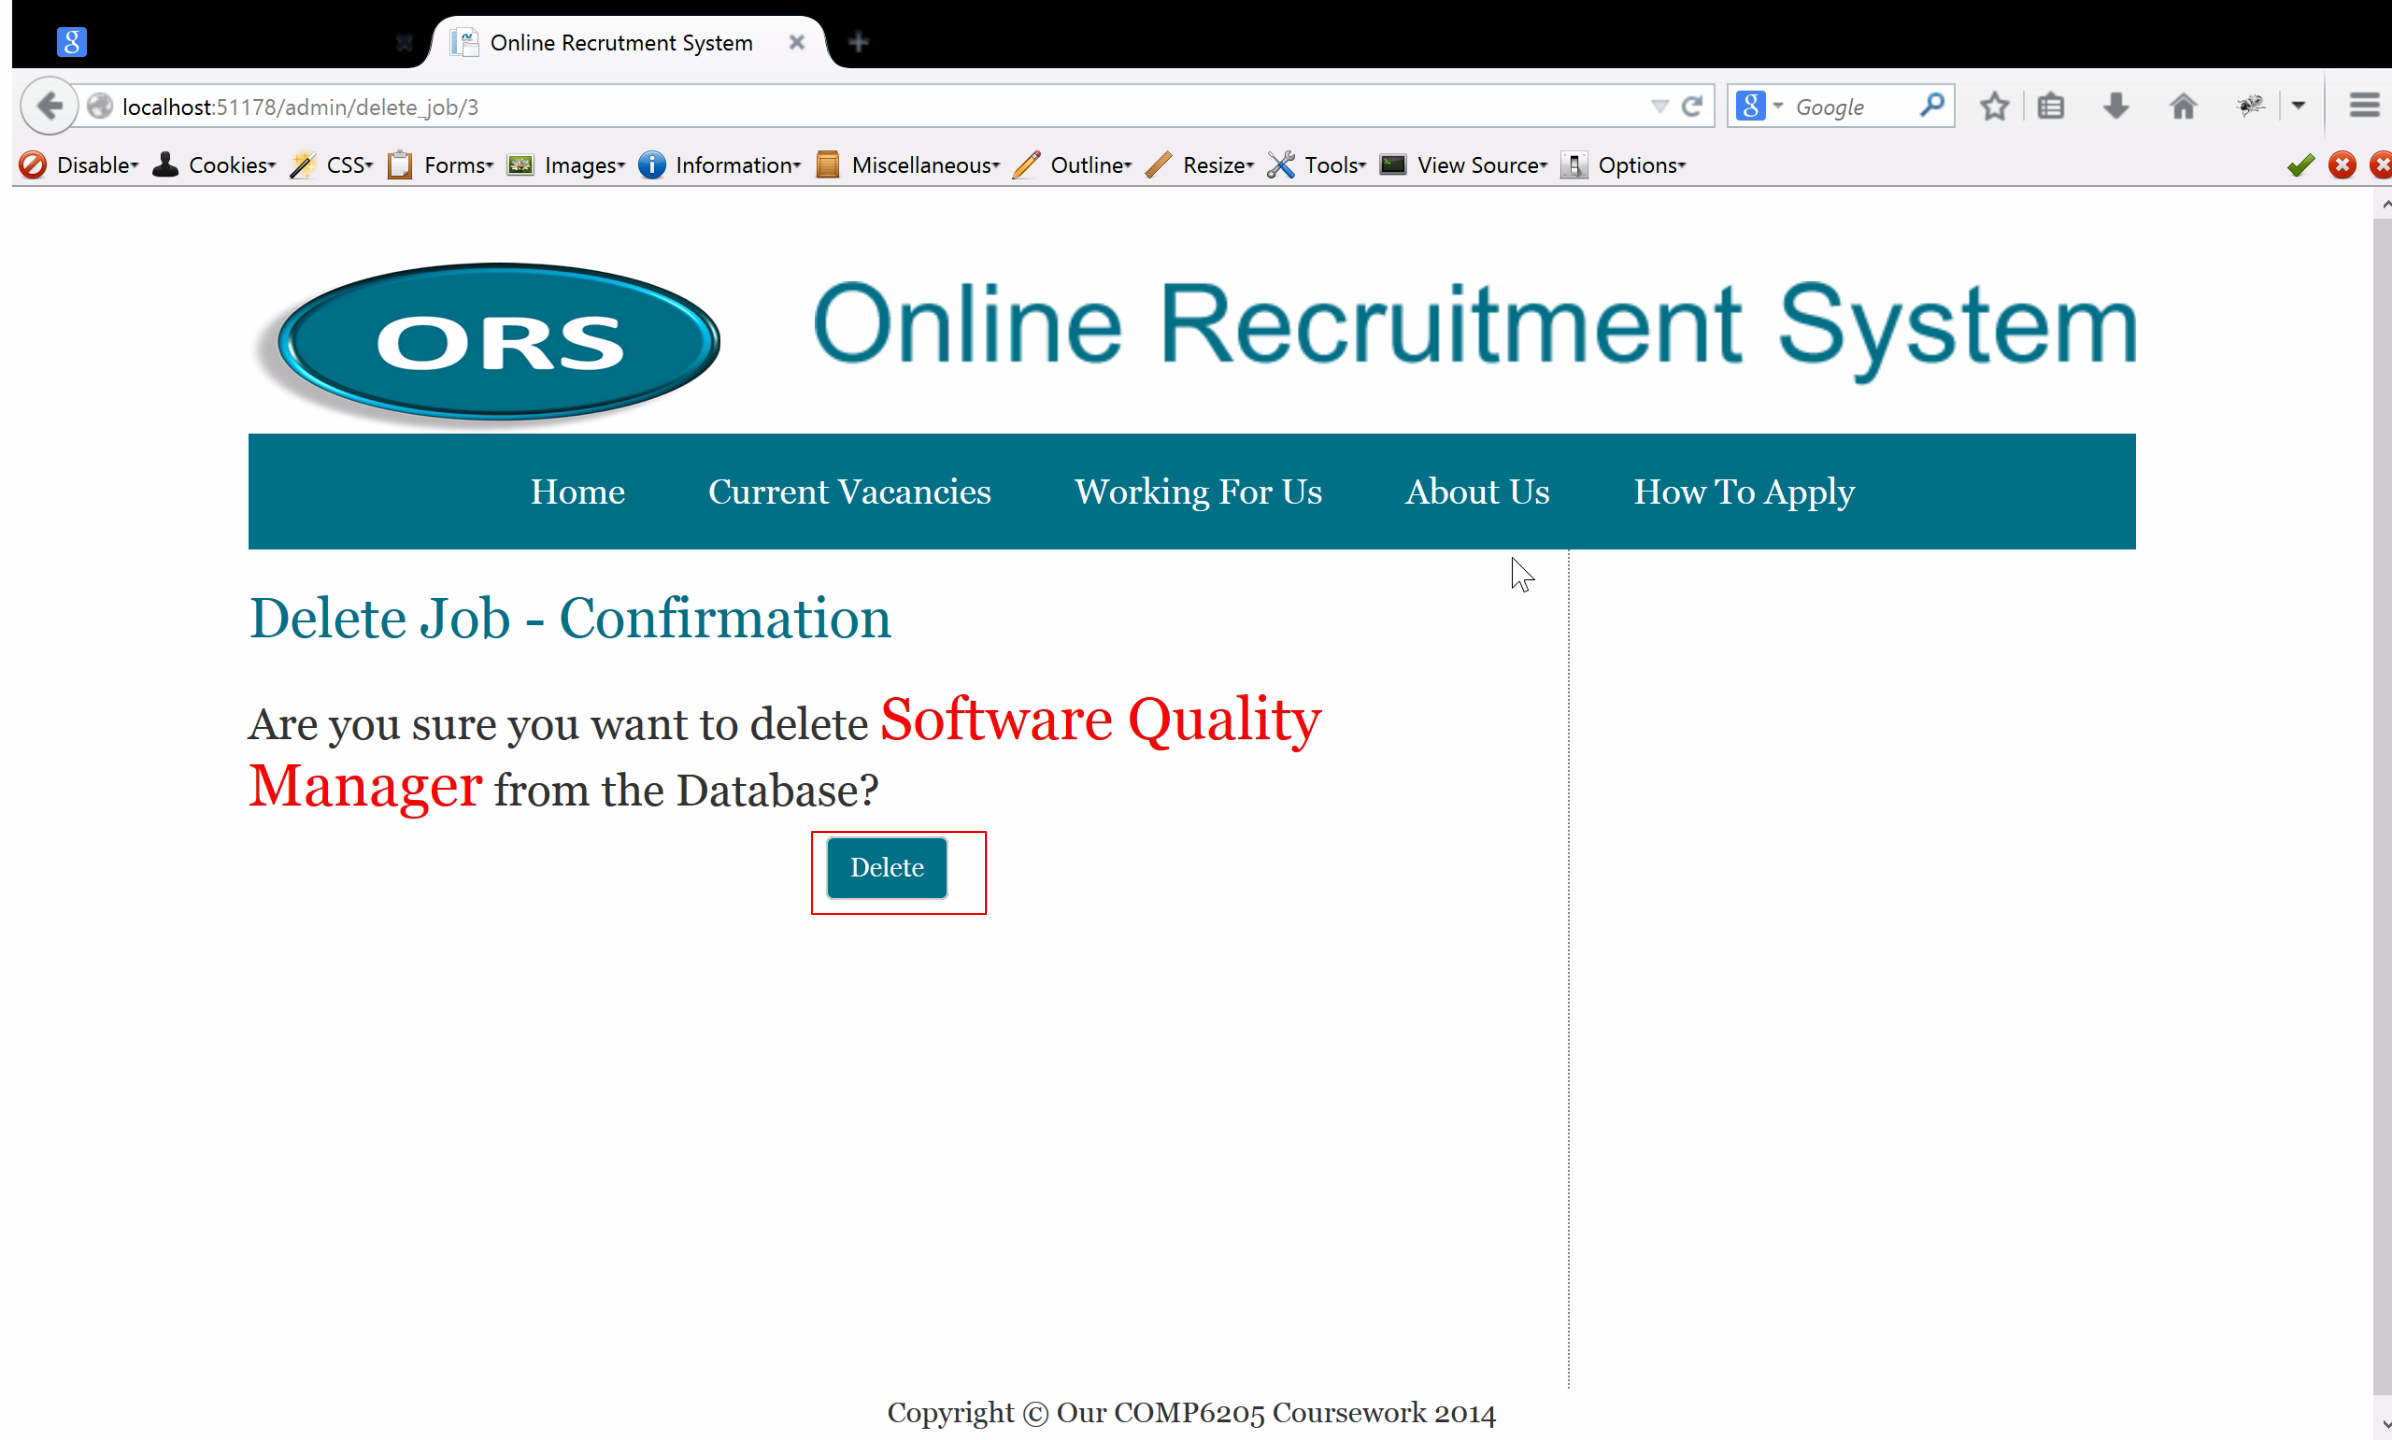 Online Recrutment System
localhost:51178/admin/delete_job/3
Google
Disable Cookies CSS Forms Images Information Miscellaneous Outline Resize Tools View Source Options
ORS
Online Recruitment System
Home Current Vacancies Working For Us About Us How To Apply
Delete Job - Confirmation
Are you sure you want to delete Software Quality
Manager from the Database?
Delete
Copyright © Our COMP6205 Coursework 2014